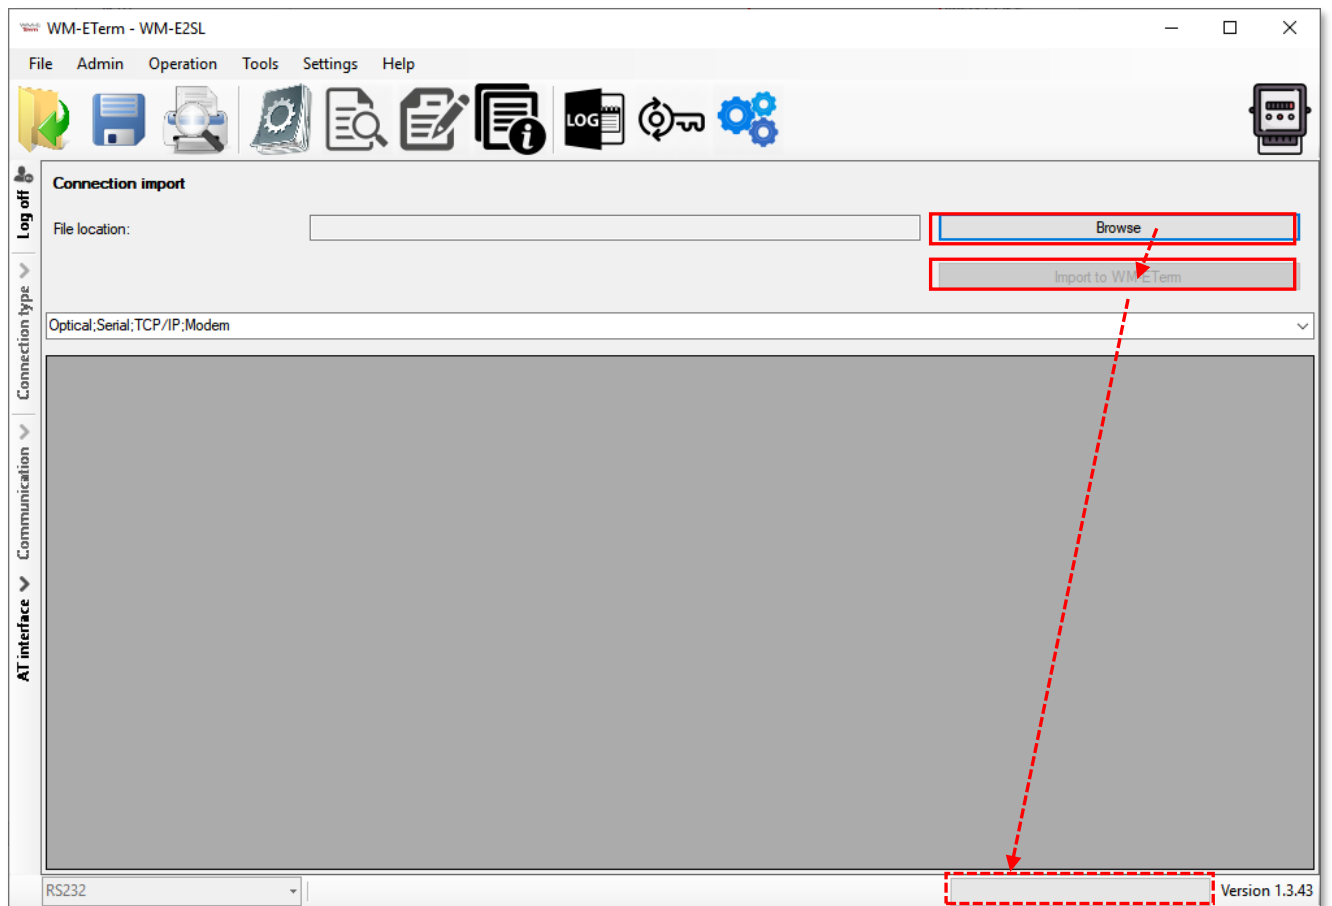 WM-ETerm - WM-E2SL
File Admin Operation Tools Settings Help
LOG
Log off
Connection type
Communication
AT interface
Connection import
File location:
Browse
Import to WM-ETerm
Optical;Serial;TCP/IP;Modem
RS232
Version 1.3.43